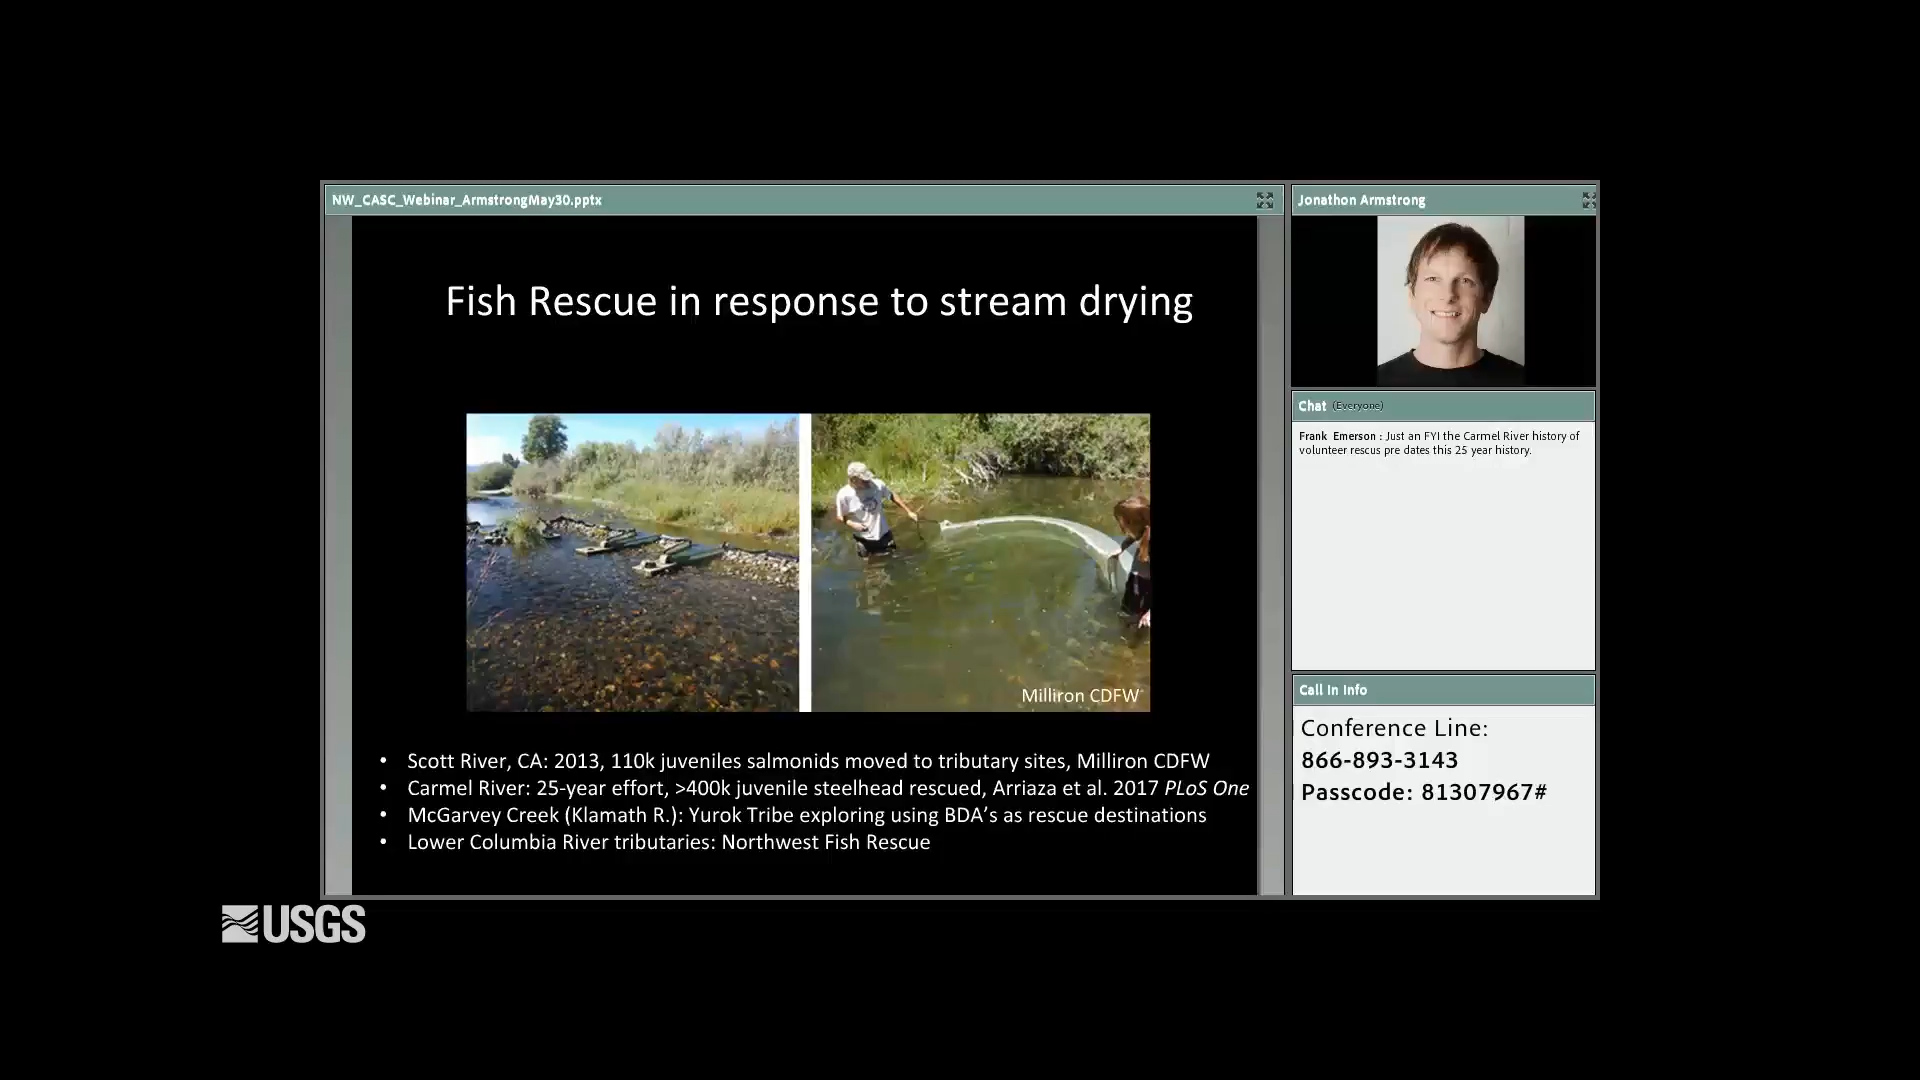 NW_CASC_Webinar_ArmstrongMay30.pptx
Fish Rescue in response to stream drying
Milliron CDFW
• Scott River, CA: 2013, 110k juveniles salmonids moved to tributary sites, Milliron CDFW
• Carmel River: 25-year effort, >400k juvenile steelhead rescued, Arriaza et al. 2017 PLoS One
• McGarvey Creek (Klamath R.): Yurok Tribe exploring using BDA’s as rescue destinations
• Lower Columbia River tributaries: Northwest Fish Rescue
Jonathon Armstrong
Chat (Everyone)
Frank Emerson : Just an FYI the Carmel River history of
volunteer rescus pre dates this 25 year history.
Call In Info
Conference Line:
866-893-3143
Passcode: 81307967#
USGS